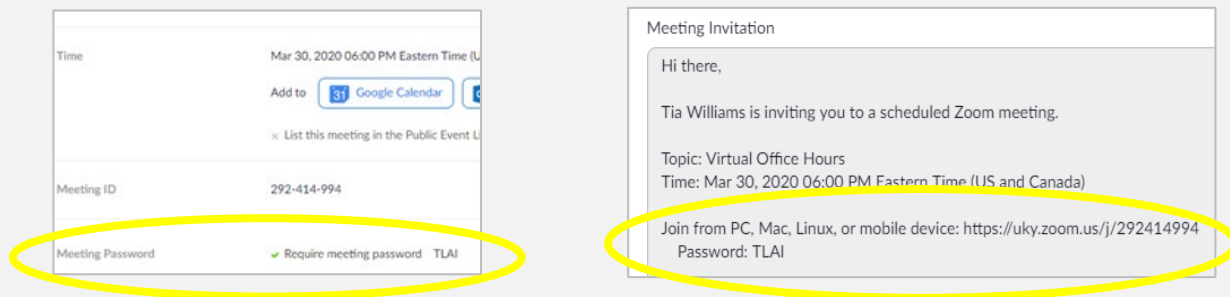 Time
Mar 30, 2020 06:00 PM Eastern Time (U
Add to
31 Google Calendar
× List this meeting in the Public Event Li
Meeting ID
292-414-994
Meeting Password
Require meeting password TLAI
Meeting Invitation
Hi there,
Tia Williams is inviting you to a scheduled Zoom meeting.
Topic: Virtual Office Hours
Time: Mar 30, 2020 06:00 PM Eastern Time (US and Canada)
Join from PC, Mac, Linux, or mobile device: https://uky.zoom.us/j/292414994
Password: TLAI